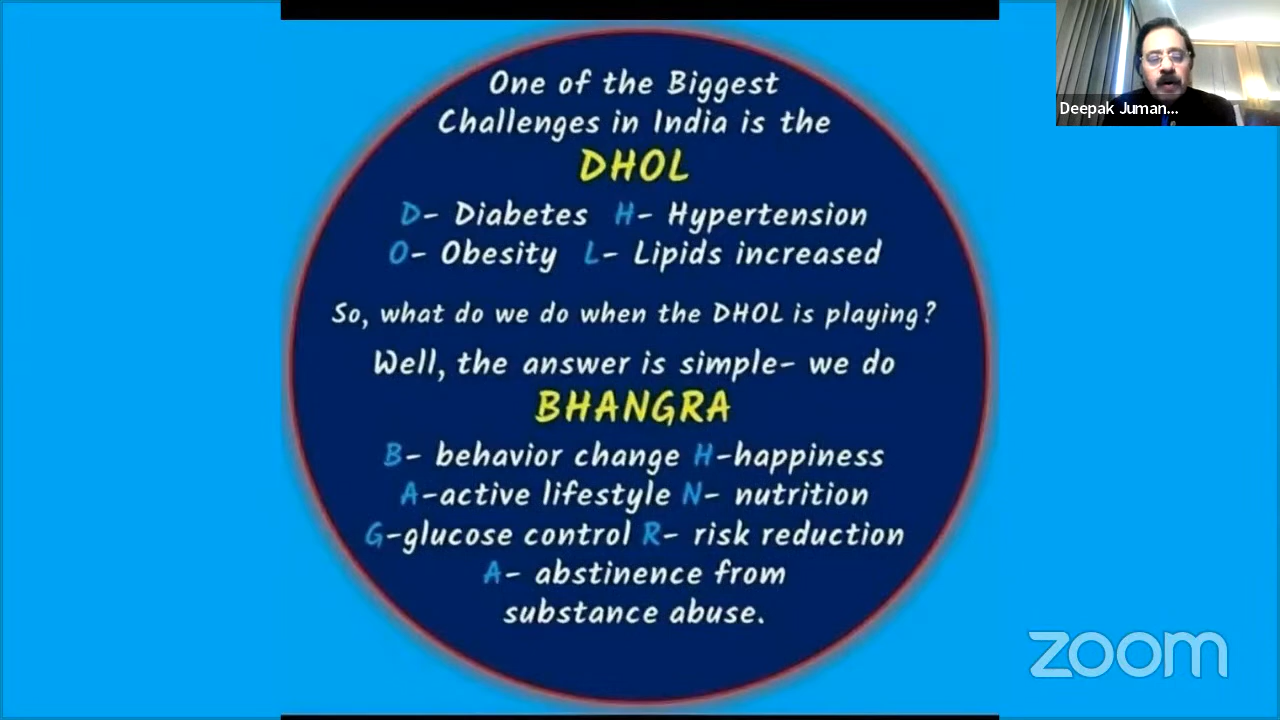 One of the Biggest
Challenges in India is the
DHOL
D- Diabetes H- Hypertension
O- Obesity L- Lipids increased
So, what do we do when the DHOL is playing?
Well, the answer is simple- we do
BHANGRA
B- behavior change H-happiness
A-active lifestyle N- nutrition
G-glucose control R- risk reduction
A- abstinence from
substance abuse.
Deepak Juman...
zoom